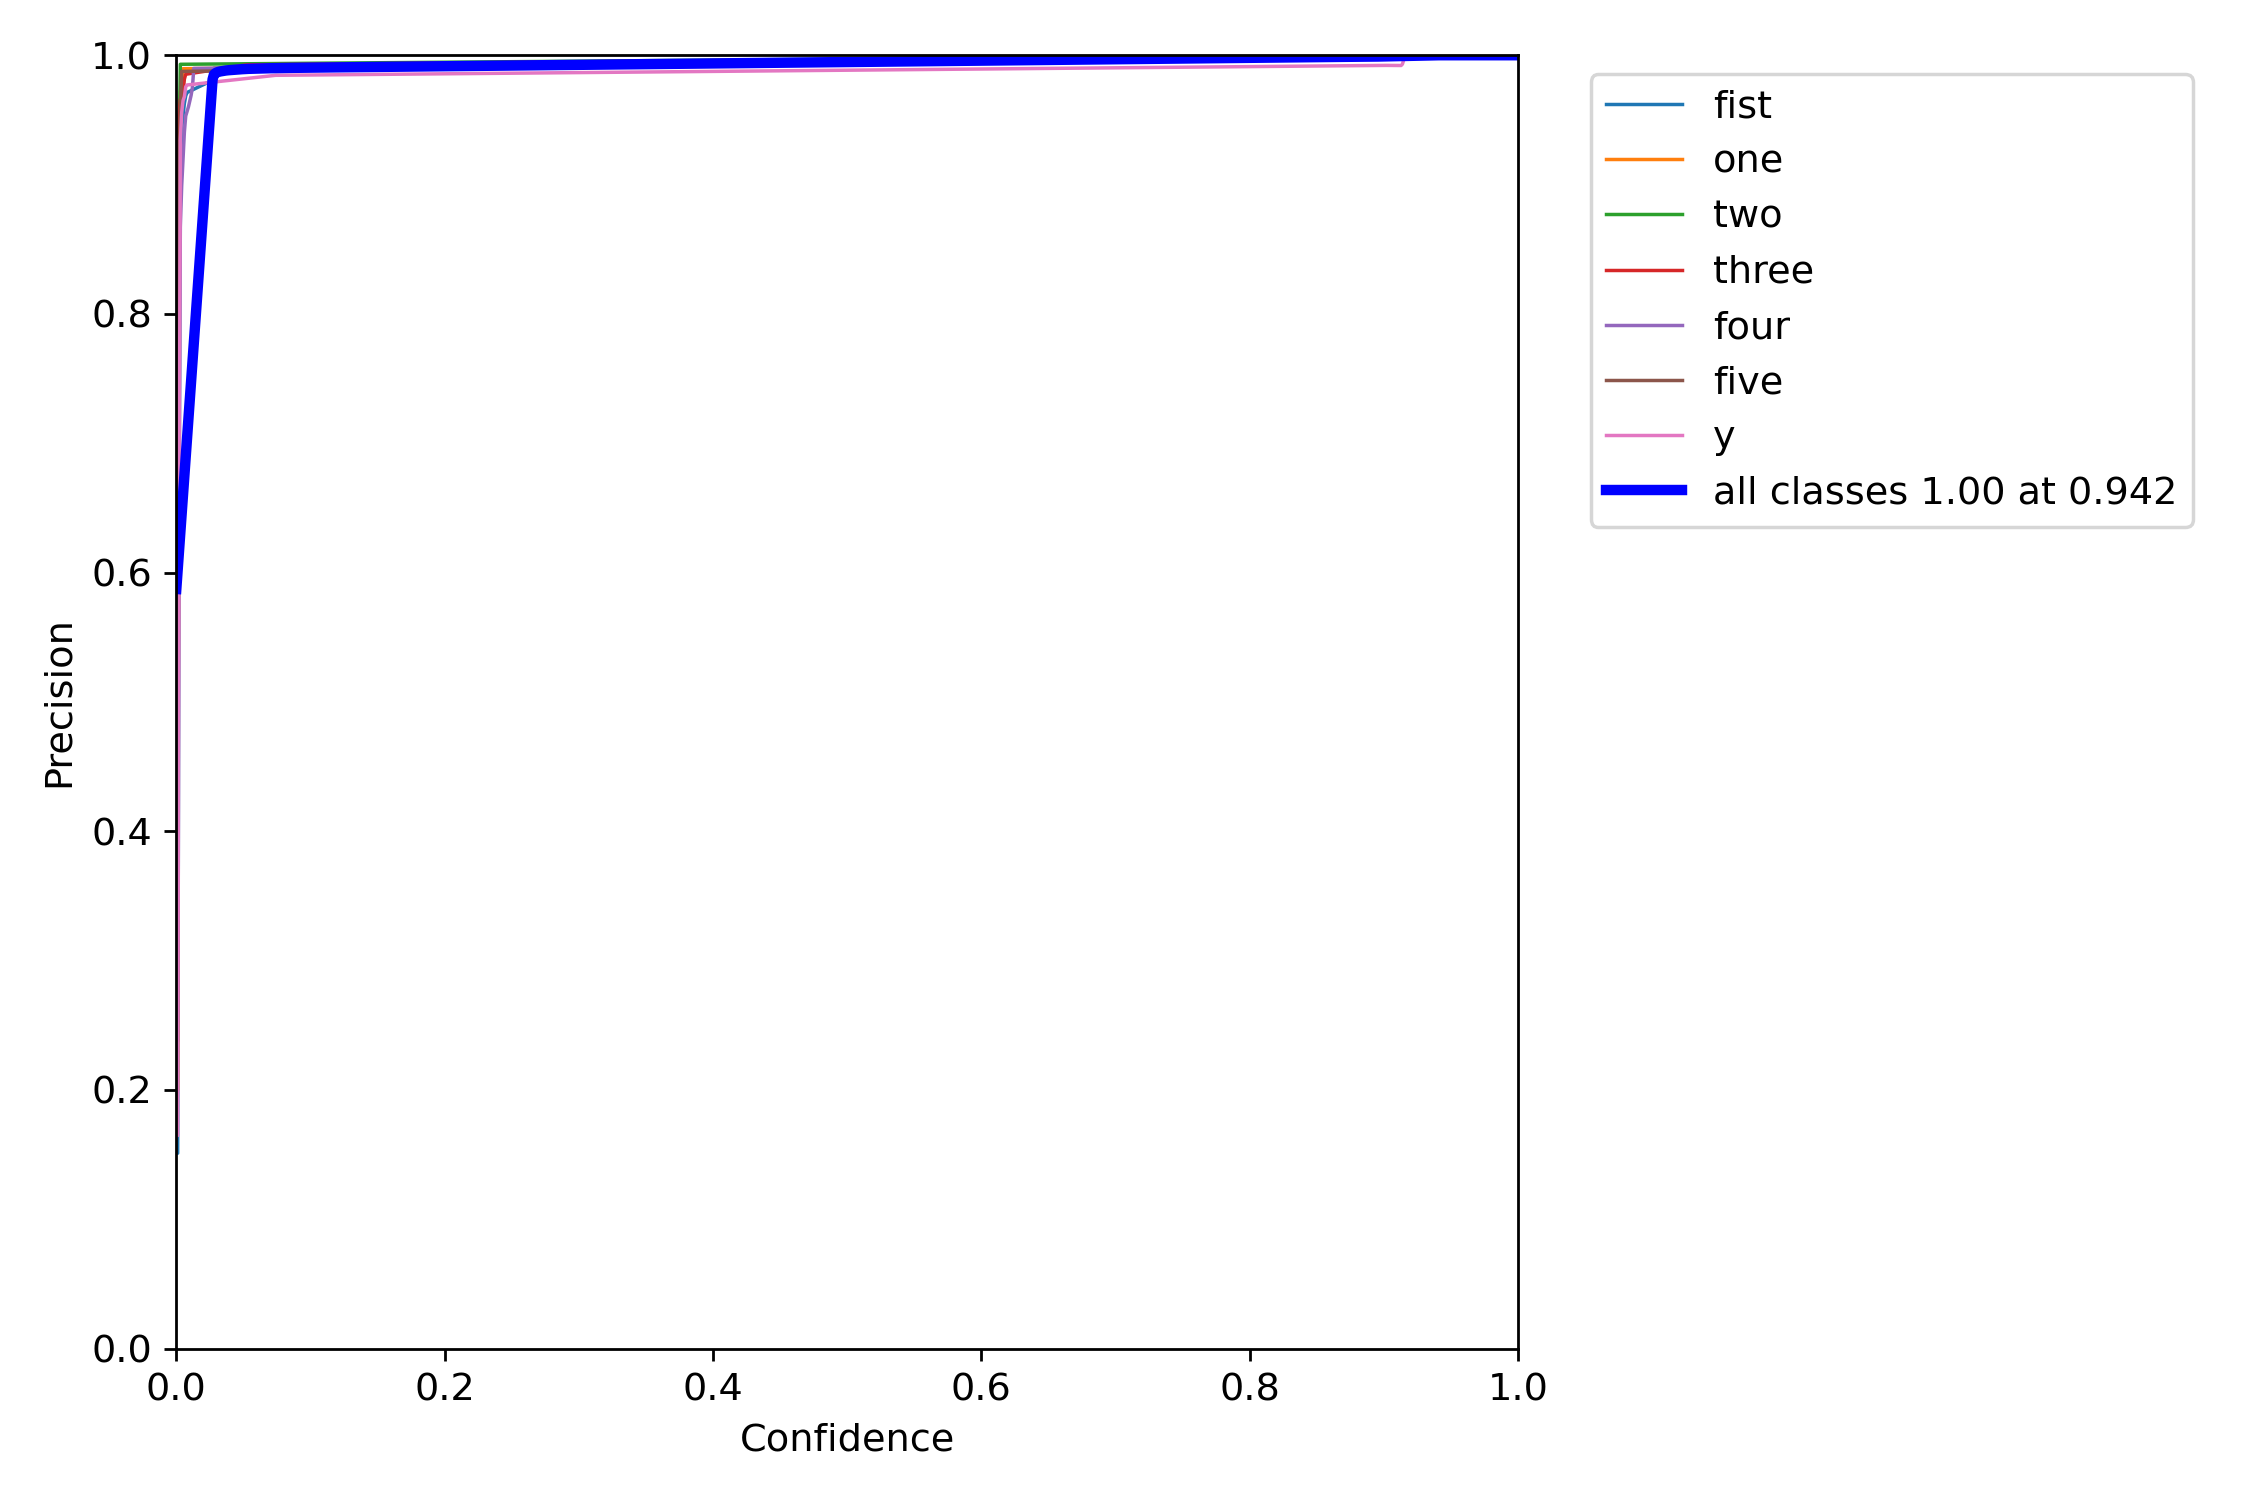 1.0
0.8
0.6
0.4
0.2
0.0
Precision
0.0 0.2 0.4 0.6 0.8 1.0
Confidence
fist
one
two
three
four
five
y
all classes 1.00 at 0.942